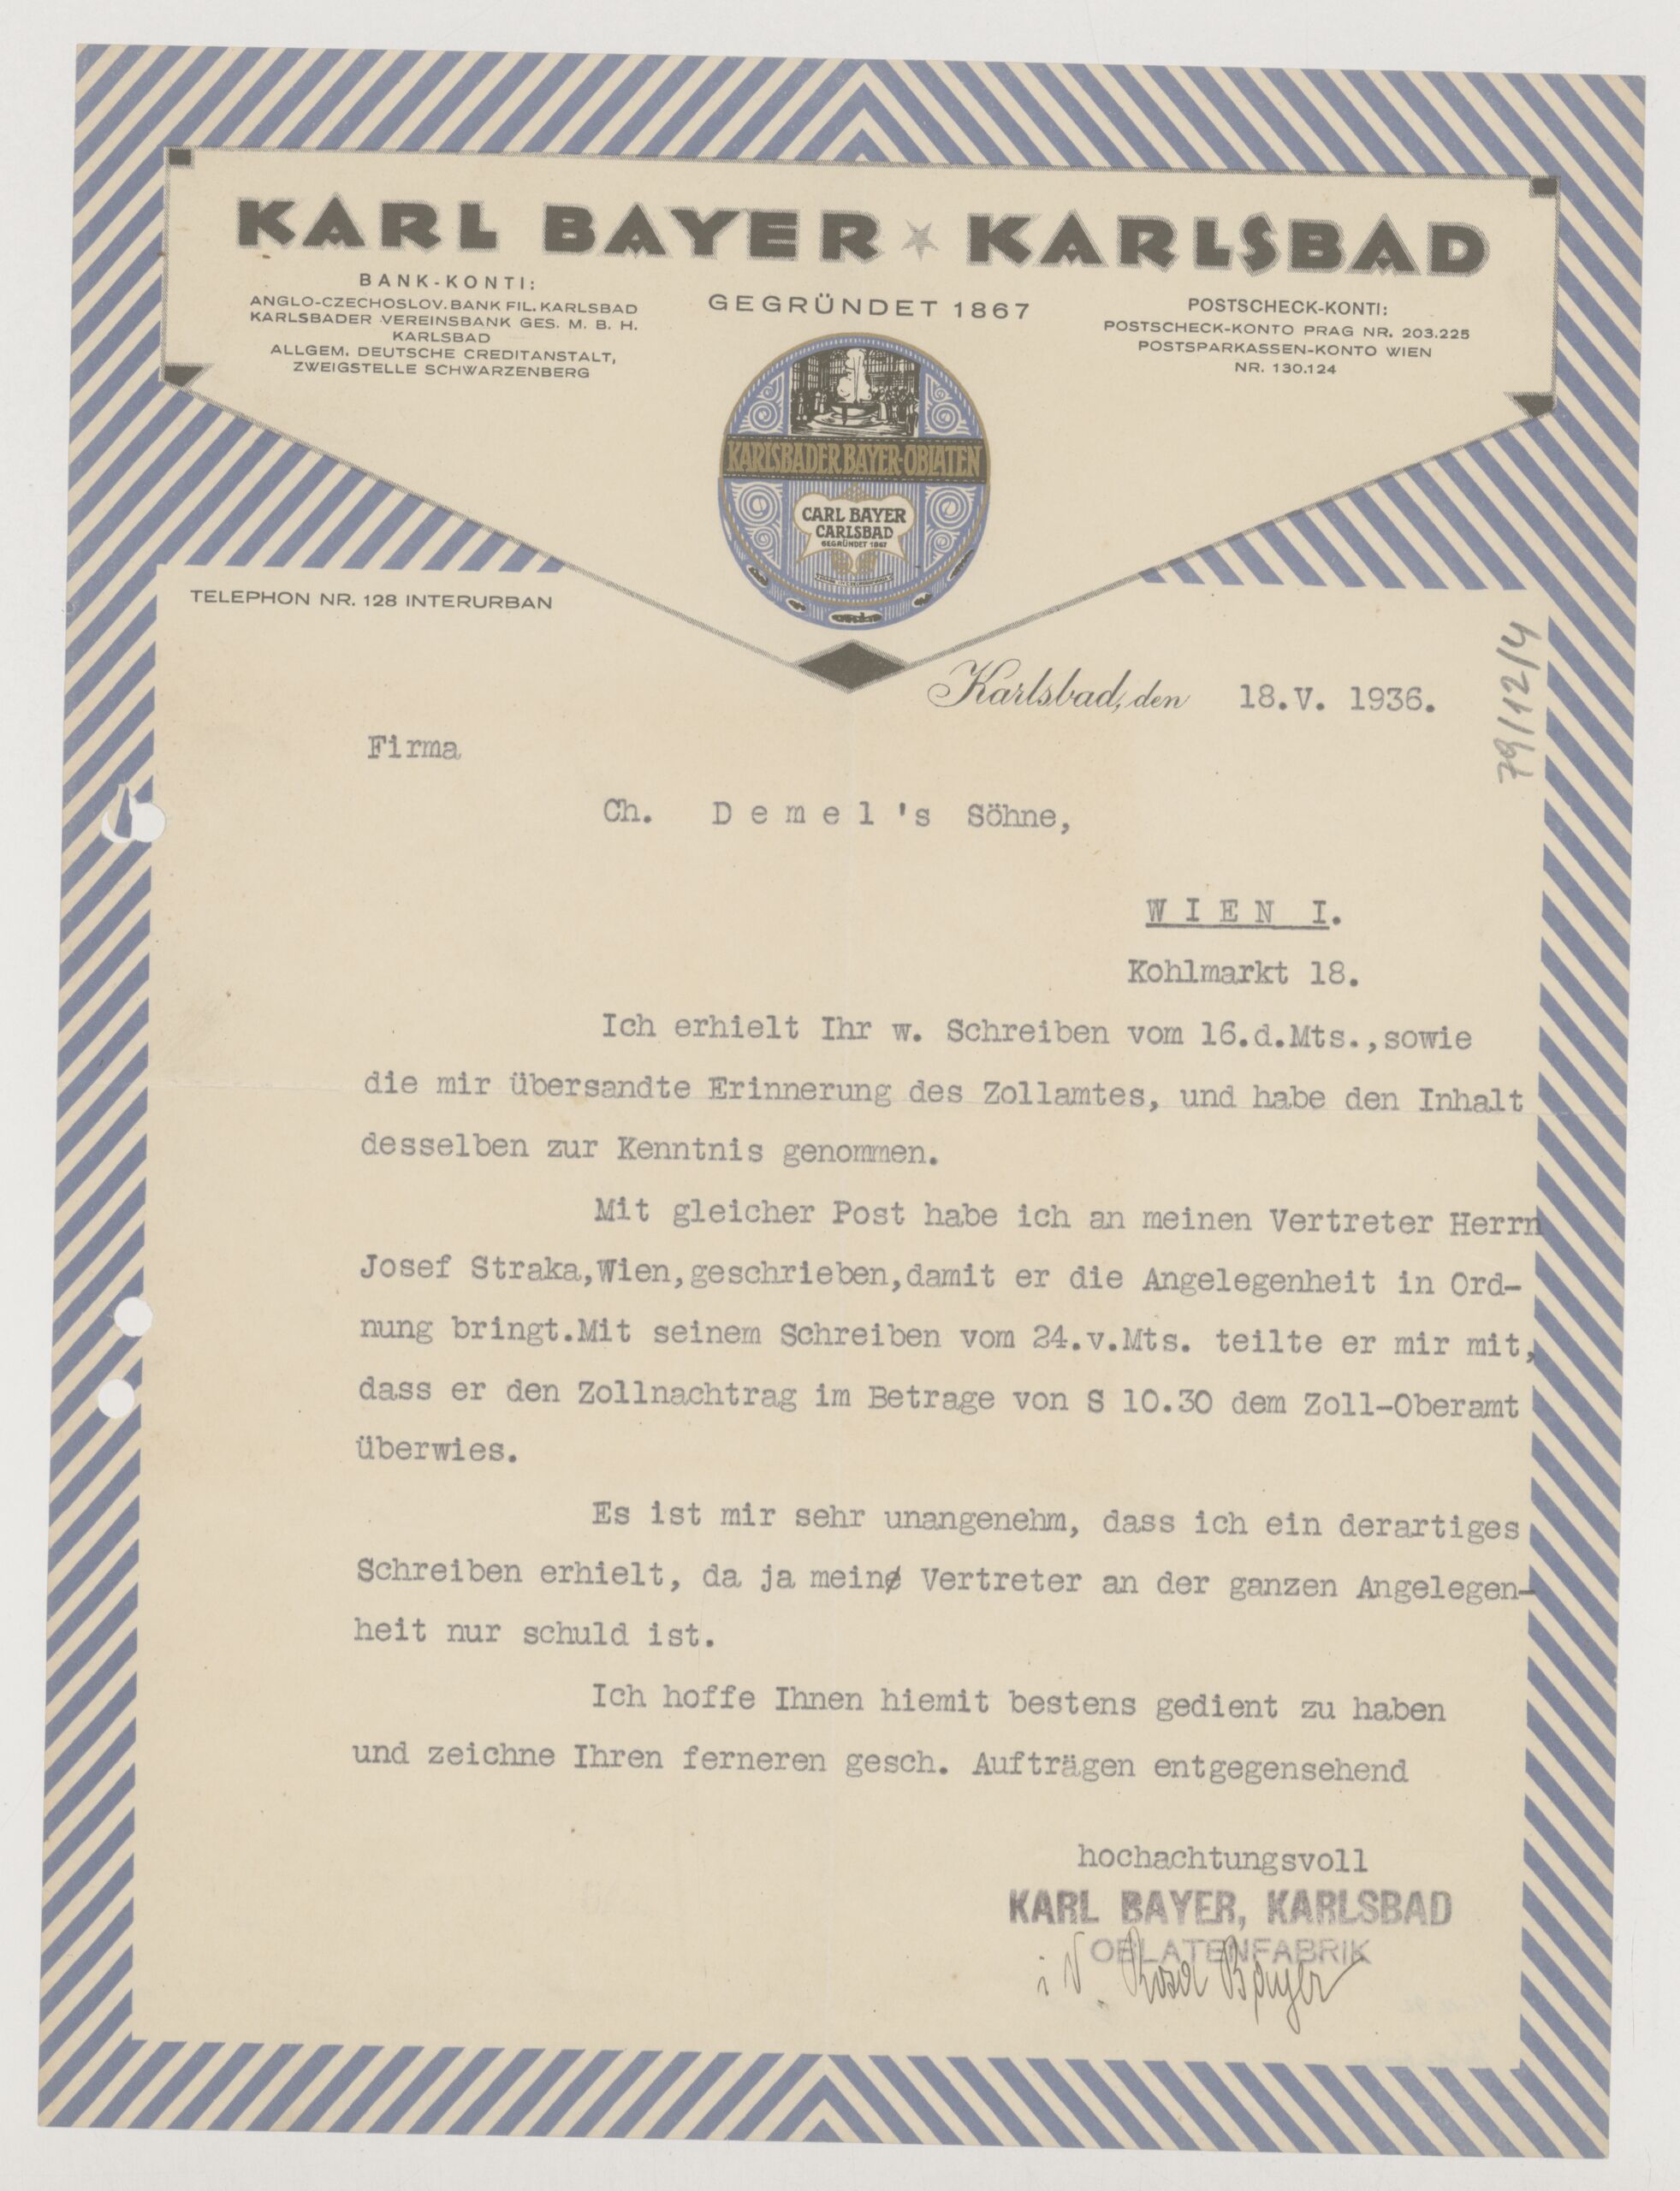 KARL BAYER ★ KARLSBAD
BANK-KONTI:
ANGLO-CZECHOSLOV. BANK FIL. KARLSBAD
KARLSBADER VEREINSBANK GES. M. B. H.
KARLSBAD
ALLGEM. DEUTSCHE CREDITANSTALT,
ZWEIGSTELLE SCHWARZENBERG
GEGRÜNDET 1867
POSTSCHECK-KONTI:
POSTSCHECK-KONTO PRAG NR. 203.225
POSTSPARKASSEN-KONTO WIEN
NR. 130.124
KARLSBADER BAYER-OBLATEN
CARL BAYER
CARLSBAD
GEGRÜNDET 1867
TELEPHON NR. 128 INTERURBAN
79/12/4
Karlsbad, den 18.V. 1936.
Firma
Ch. D e m e l 's Söhne,
W I E N I.
Kohlmarkt 18.
Ich erhielt Ihr w. Schreiben vom 16.d.Mts.,sowie
die mir übersandte Erinnerung des Zollamtes, und habe den Inhalt
desselben zur Kenntnis genommen.
Mit gleicher Post habe ich an meinen Vertreter Herrn
Josef Straka,Wien,geschrieben,damit er die Angelegenheit in Ord-
nung bringt.Mit seinem Schreiben vom 24.v.Mts. teilte er mir mit,
dass er den Zollnachtrag im Betrage von S 10.30 dem Zoll-Oberamt
überwies.
Es ist mir sehr unangenehm, dass ich ein derartiges
Schreiben erhielt, da ja mein Vertreter an der ganzen Angelegen-
heit nur schuld ist.
Ich hoffe Ihnen hiemit bestens gedient zu haben
und zeichne Ihren ferneren gesch. Aufträgen entgegensehend
hochachtungsvoll
KARL BAYER, KARLSBAD
OBLATENFABRIK
i V. Rosa Bayer